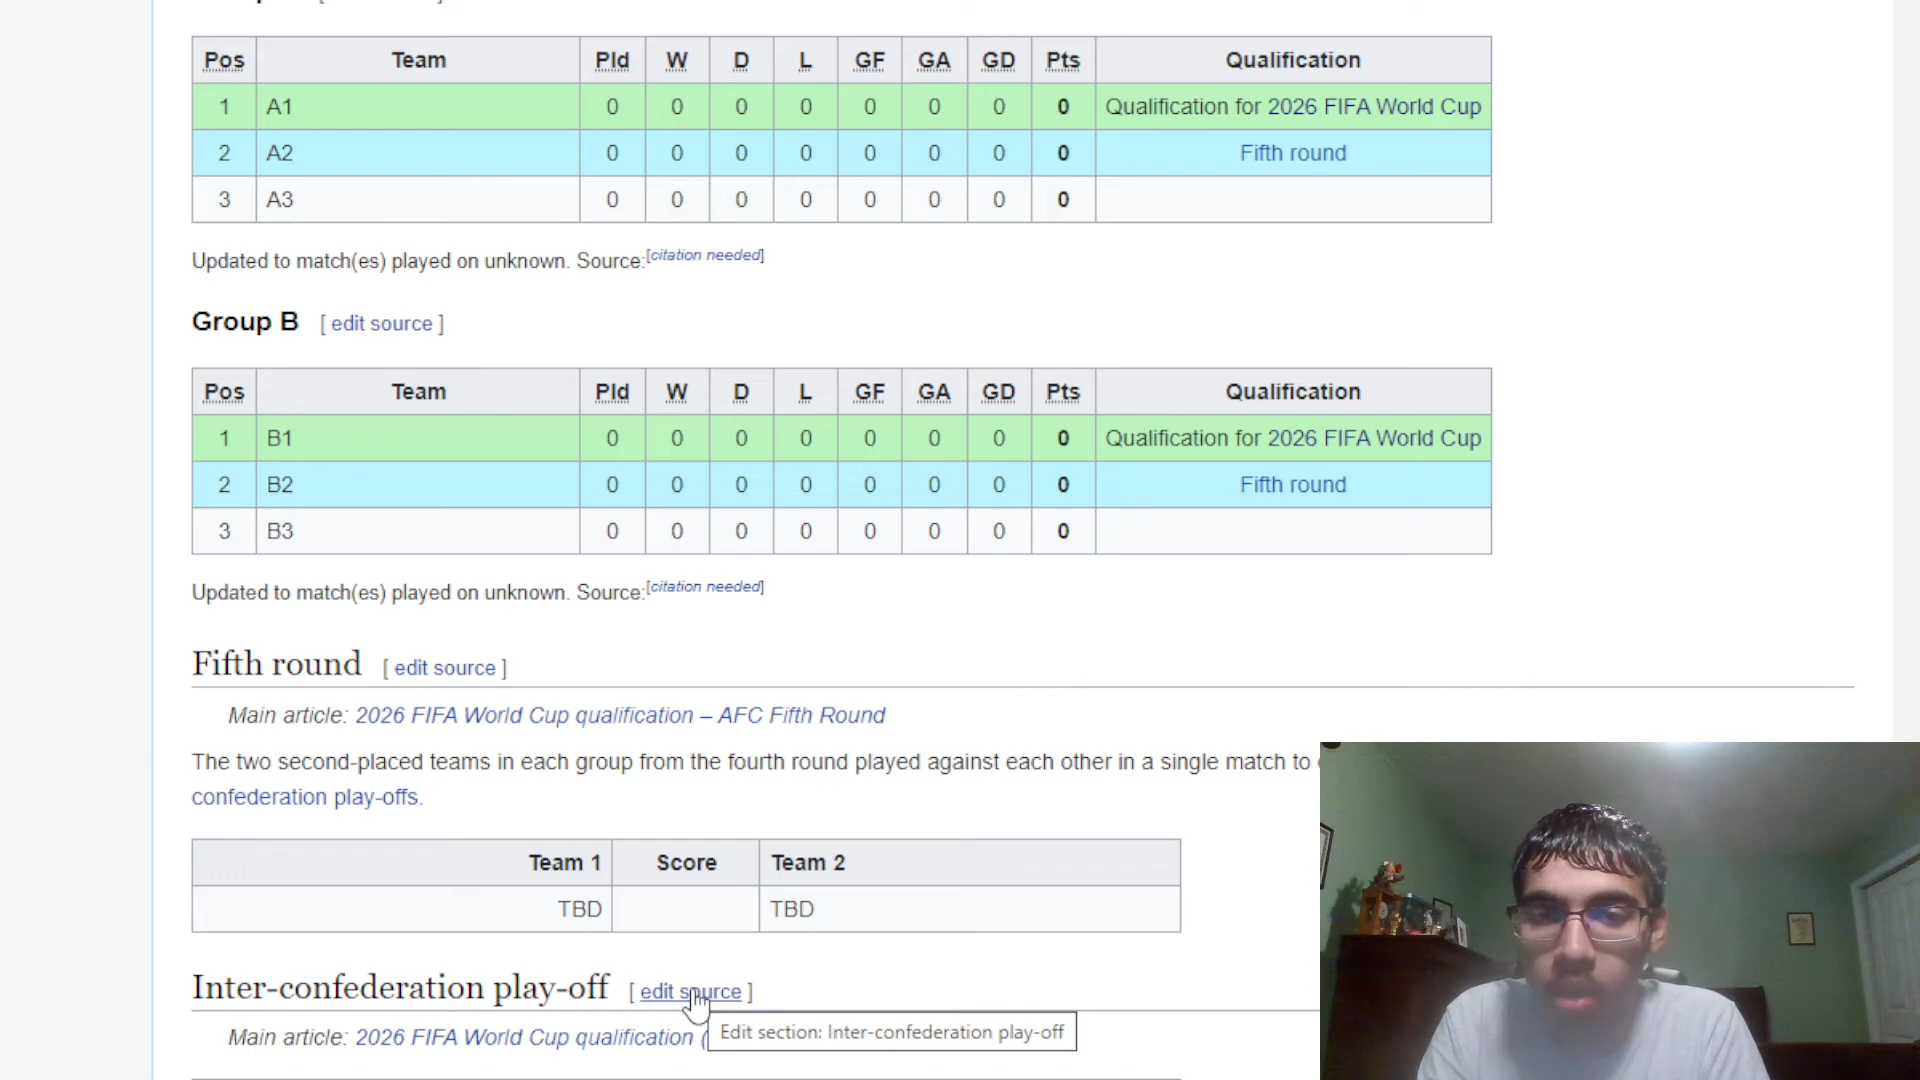 Pos Team Pld W D L GF GA GD Pts Qualification
1 A1 0 0 0 0 0 0 0 0 Qualification for 2026 FIFA World Cup
2 A2 0 0 0 0 0 0 0 0 Fifth round
3 A3 0 0 0 0 0 0 0 0
Updated to match(es) played on unknown. Source:[citation needed]
Group B [ edit source ]
Pos Team Pld W D L GF GA GD Pts Qualification
1 B1 0 0 0 0 0 0 0 0 Qualification for 2026 FIFA World Cup
2 B2 0 0 0 0 0 0 0 0 Fifth round
3 B3 0 0 0 0 0 0 0 0
Updated to match(es) played on unknown. Source:[citation needed]
Fifth round [ edit source ]
Main article: 2026 FIFA World Cup qualification – AFC Fifth Round
The two second-placed teams in each group from the fourth round played against each other in a single match to
confederation play-offs.
Team 1 Score Team 2
TBD TBD
Inter-confederation play-off [ edit source ]
Edit section: Inter-confederation play-off
Main article: 2026 FIFA World Cup qualification (